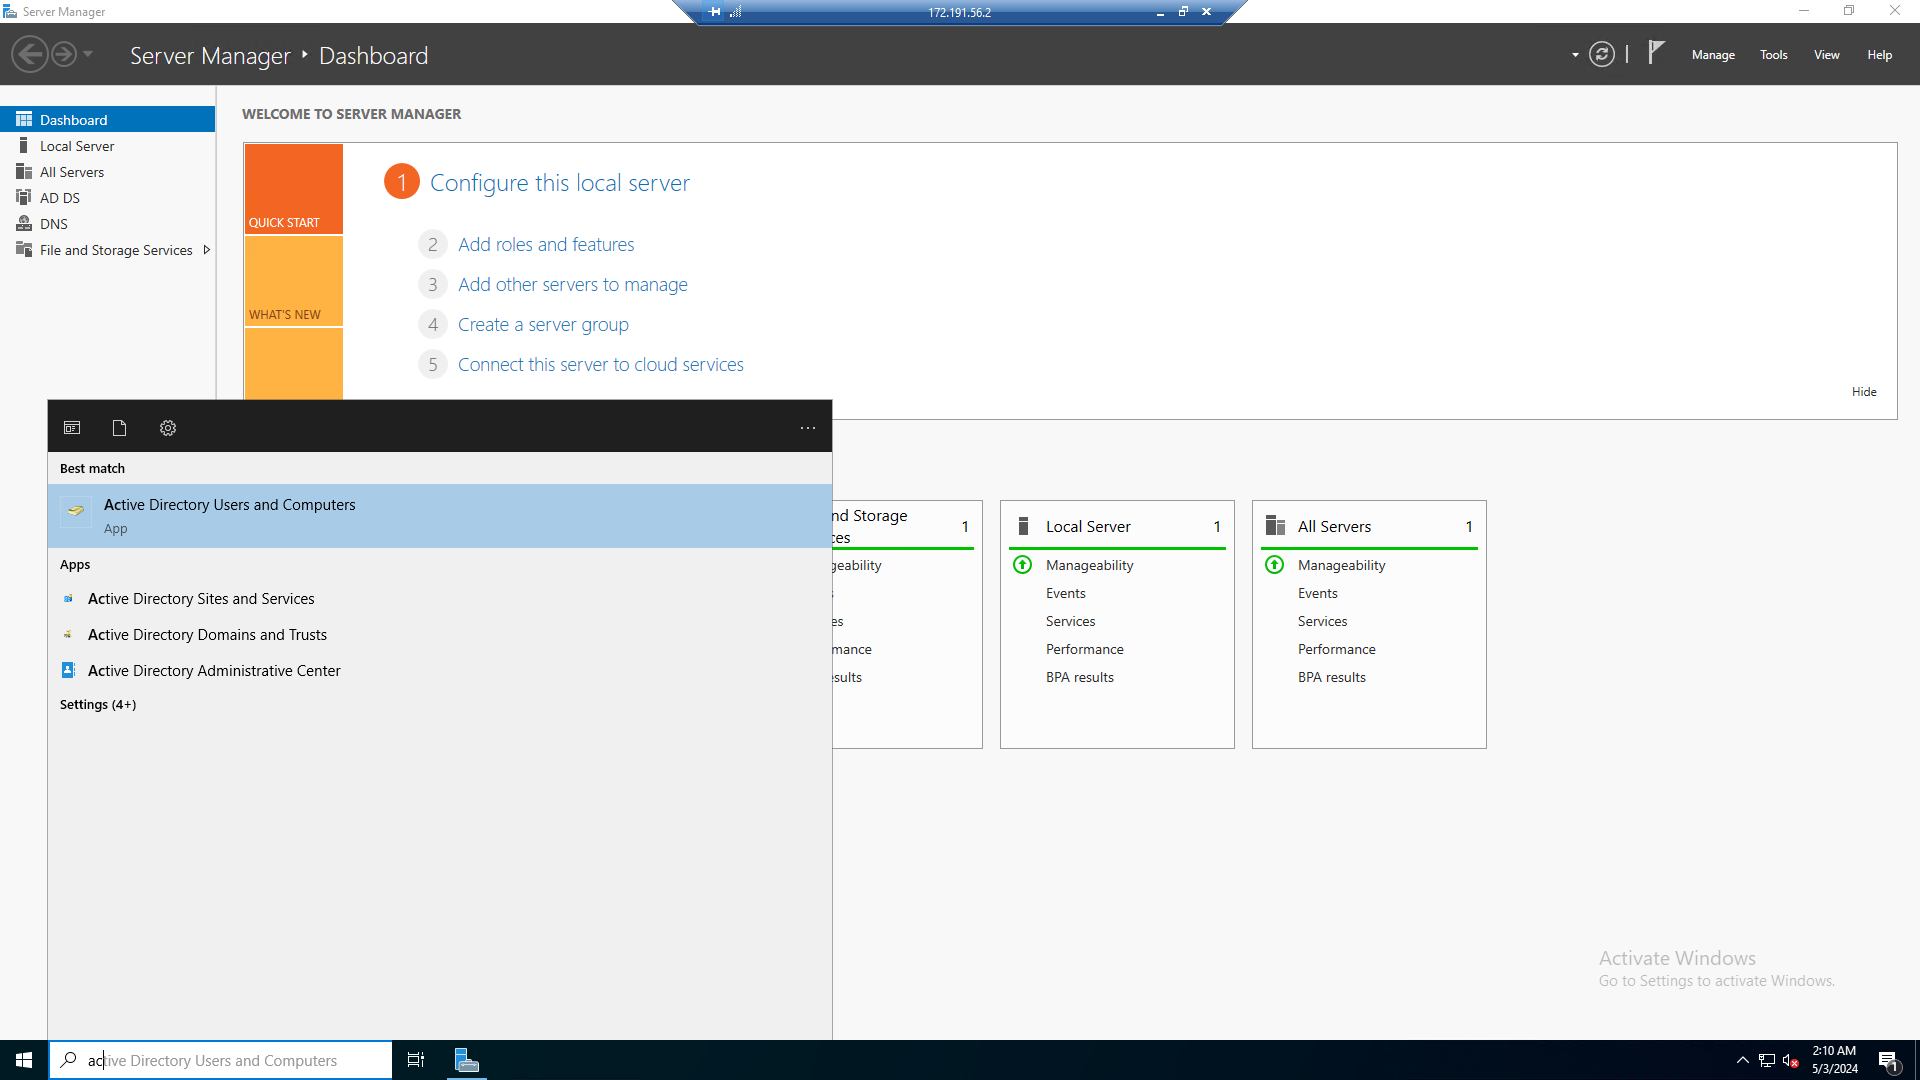 Server Manager
172.191.56.2
Server Manager
Dashboard
Manage
Tools
View
Help
Dashboard
Local Server
All Servers
AD DS
DNS
File and Storage Services
WELCOME TO SERVER MANAGER
QUICK START
WHAT'S NEW
1 Configure this local server
2 Add roles and features
3 Add other servers to manage
4 Create a server group
5 Connect this server to cloud services
Hide
Best match
Active Directory Users and Computers
App
Apps
Active Directory Sites and Services
Active Directory Domains and Trusts
Active Directory Administrative Center
Settings (4+)
nd Storage
ces
1
geability
es
mance
sults
Local Server 1
Manageability
Events
Services
Performance
BPA results
All Servers 1
Manageability
Events
Services
Performance
BPA results
Activate Windows
Go to Settings to activate Windows.
active Directory Users and Computers
2:10 AM
5/3/2024
1